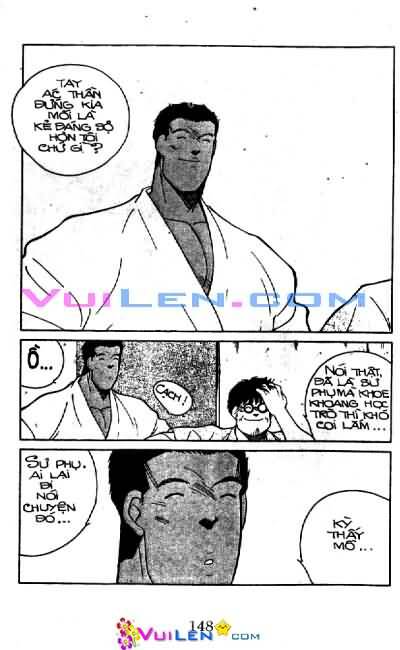 TAY
ÁC THẦN
ĐỨNG KIA
MỚI LÀ
KẺ ĐÁNG SỢ
HƠN TÔI
CHỨ GÌ?
VUILEN.COM
Ồ...
CẠCH!
NÓI THẬT,
ĐÃ LÀ SƯ
PHỤ MÀ KHOE
KHOANG HỌC
TRÒ THÌ KHÓ
COI LẮM...
SƯ PHỤ.
AI LẠI
ĐI
NÓI
CHUYỆN
ĐÓ...
KỲ
THẤY
MỒ...
148
VUILEN.COM